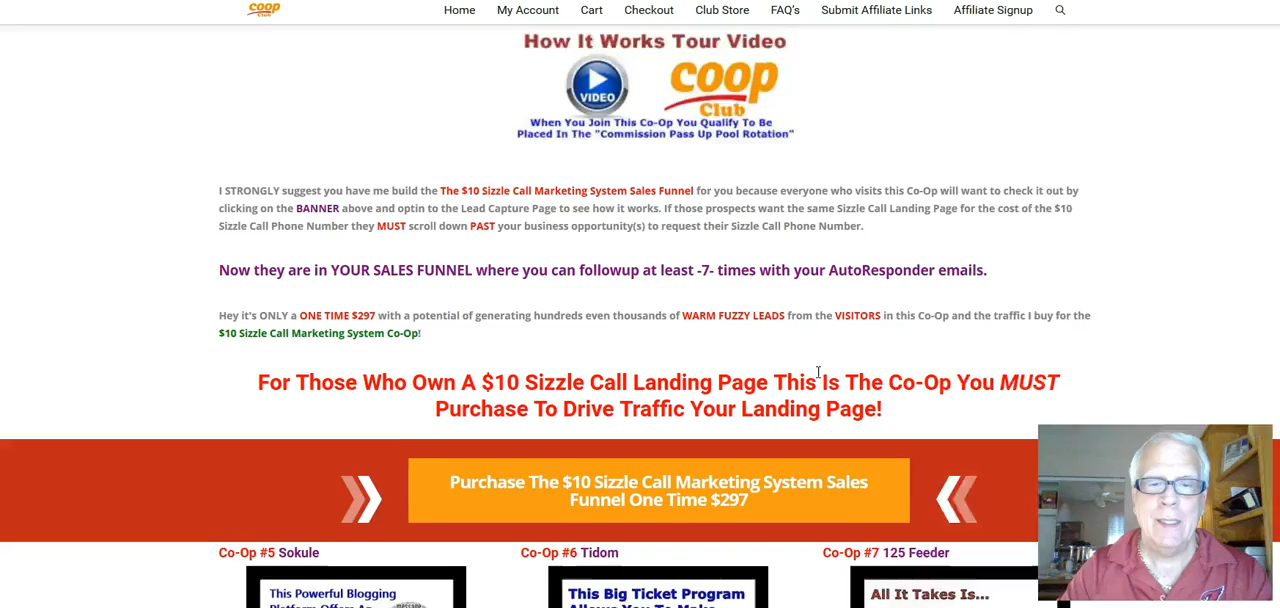 coop
Club
Home My Account Cart Checkout Club Store FAQ's Submit Affiliate Links Affiliate Signup
How It Works Tour Video
VIDEO
coop
Club
When You Join This Co-Op You Qualify To Be
Placed In The "Commission Pass Up Pool Rotation"
I STRONGLY suggest you have me build the The $10 Sizzle Call Marketing System Sales Funnel for you because everyone who visits this Co-Op will want to check it out by
clicking on the BANNER above and optin to the Lead Capture Page to see how it works. If those prospects want the same Sizzle Call Landing Page for the cost of the $10
Sizzle Call Phone Number they MUST scroll down PAST your business opportunity(s) to request their Sizzle Call Phone Number.
Now they are in YOUR SALES FUNNEL where you can followup at least -7- times with your AutoResponder emails.
Hey it's ONLY a ONE TIME $297 with a potential of generating hundreds even thousands of WARM FUZZY LEADS from the VISITORS in this Co-Op and the traffic I buy for the
$10 Sizzle Call Marketing System Co-Op!
For Those Who Own A $10 Sizzle Call Landing Page This Is The Co-Op You MUST
Purchase To Drive Traffic Your Landing Page!
Purchase The $10 Sizzle Call Marketing System Sales
Funnel One Time $297
Co-Op #5 Sokule
Co-Op #6 Tidom
Co-Op #7 125 Feeder
This Powerful Blogging
This Big Ticket Program
All It Takes Is...